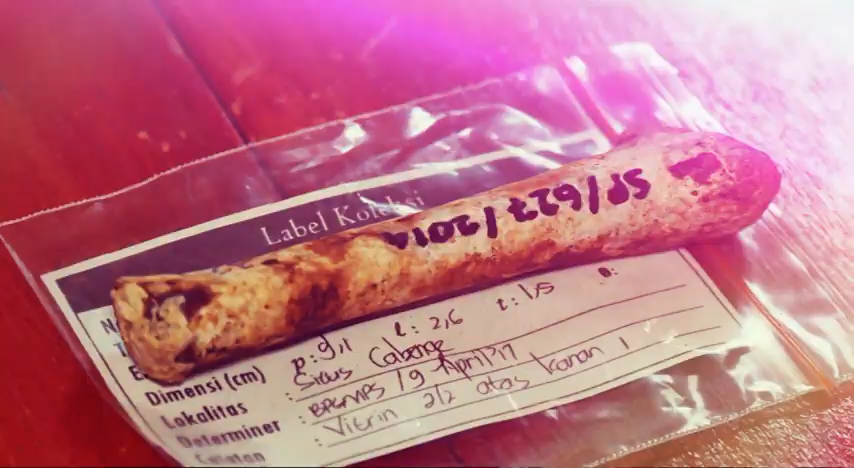 Label Koleksi
SP/627/2014
Dimensi (cm) p: 9,1 l: 2,6 t: 1,5 D:
Lokalitas : Situs Cabenge
Determiner : BPSMPS /9 April '17
Catatan : Vitrin 2/2 atas kanan 1